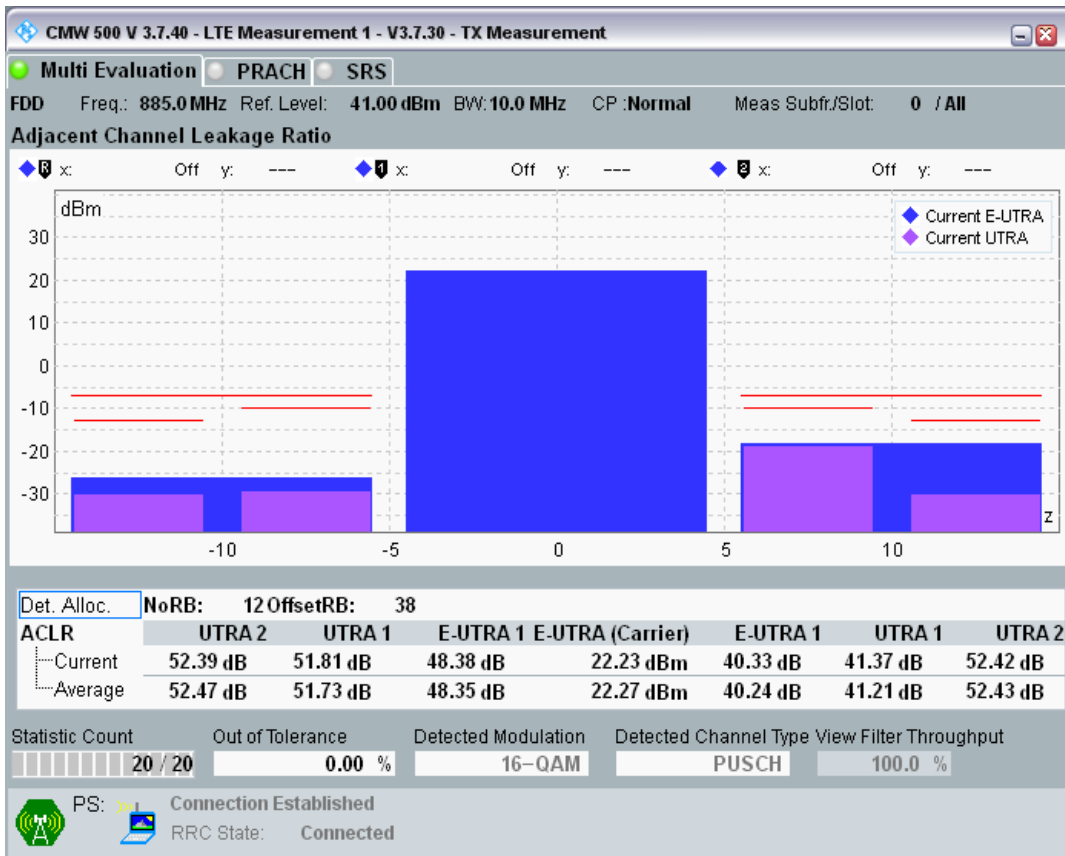 CMW 500 V 3.7.40 - LTE Measurement 1 - V3.7.30 - TX Measurement
Multi Evaluation PRACH SRS
FDD Freq.: 885.0 MHz Ref. Level: 41.00 dBm BW: 10.0 MHz CP :Normal Meas Subfr./Slot: 0 / All
Adjacent Channel Leakage Ratio
R x: Off y: --- 1 x: Off y: --- 2 x: Off y: ---
dBm
Current E-UTRA
Current UTRA
30
20
10
0
-10
-20
-30
z
-10 -5 0 5 10
Det. Alloc. NoRB: 12 OffsetRB: 38
ACLR UTRA 2 UTRA 1 E-UTRA 1 E-UTRA (Carrier) E-UTRA 1 UTRA 1 UTRA 2
Current 52.39 dB 51.81 dB 48.38 dB 22.23 dBm 40.33 dB 41.37 dB 52.42 dB
Average 52.47 dB 51.73 dB 48.35 dB 22.27 dBm 40.24 dB 41.21 dB 52.43 dB
Statistic Count Out of Tolerance Detected Modulation Detected Channel Type View Filter Throughput
20 / 20 0.00 % 16-QAM PUSCH 100.0 %
PS: Connection Established
RRC State: Connected